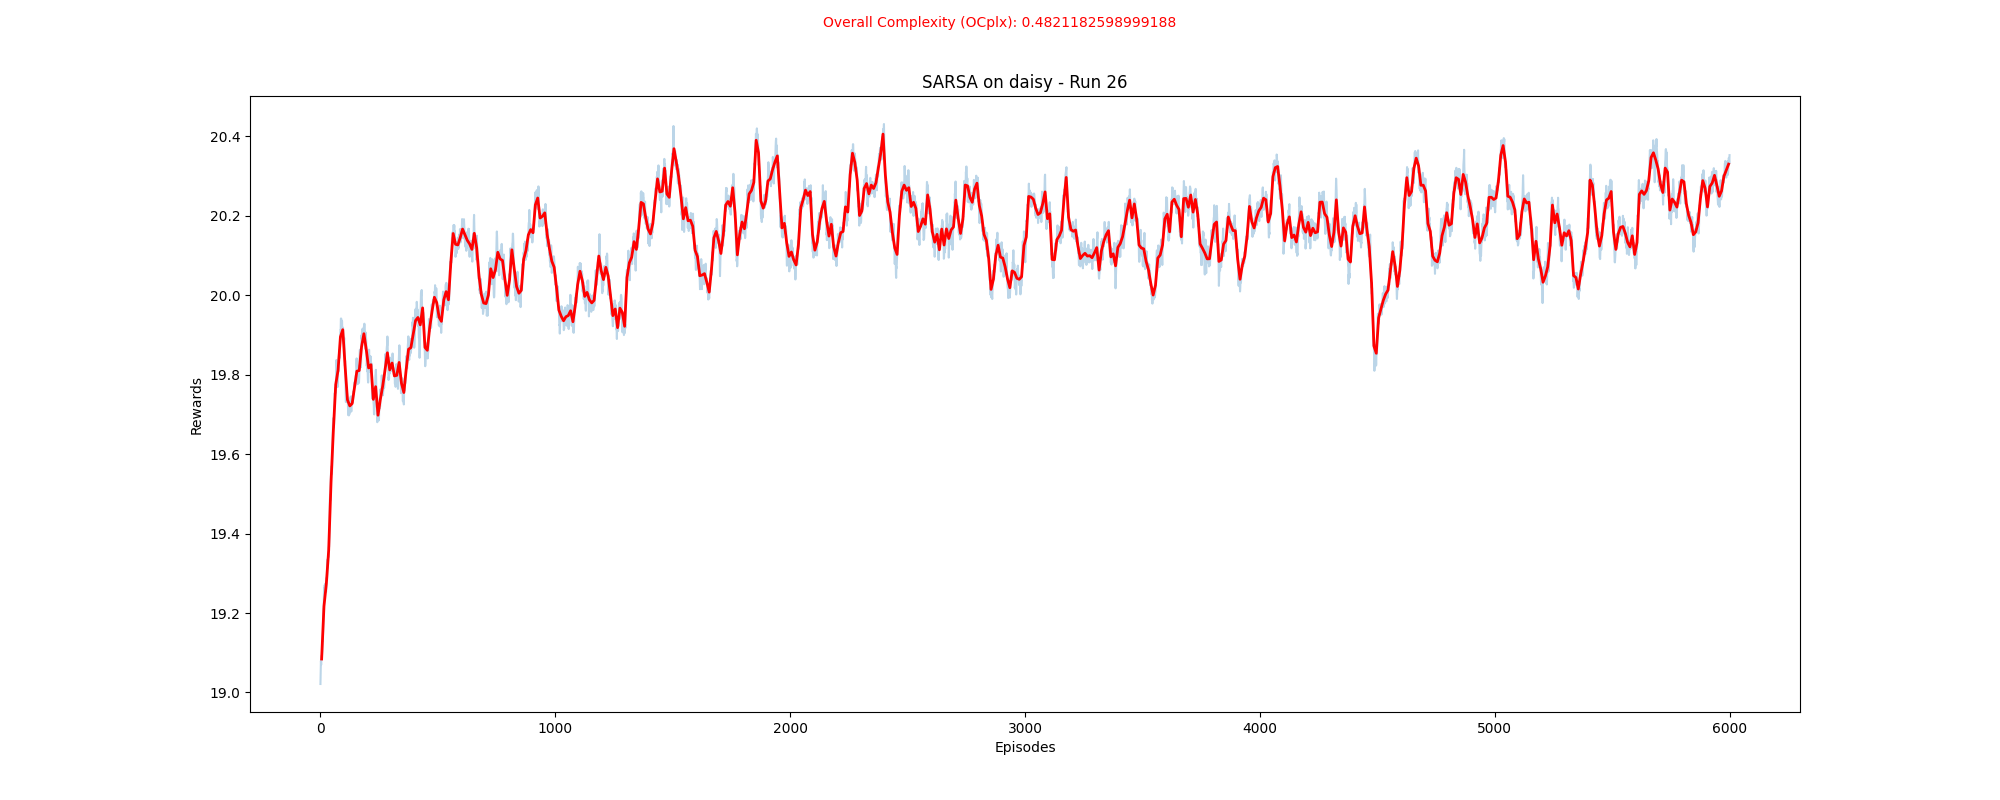 Overall Complexity (OCplx): 0.4821182598999188
SARSA on daisy - Run 26
20.4
20.2
20.0
19.8
19.6
19.4
19.2
19.0
Rewards
0 1000 2000 3000 4000 5000 6000
Episodes